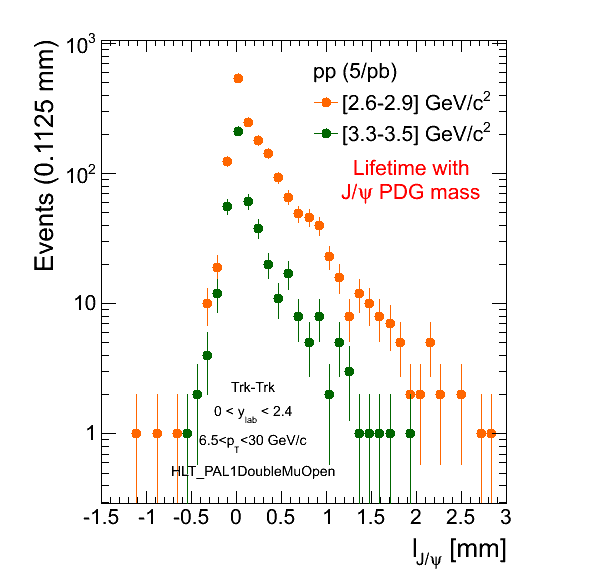 Events (0.1125 mm)
10³
10²
10
1
pp (5/pb)
[2.6-2.9] GeV/c²
[3.3-3.5] GeV/c²
Lifetime with
J/ψ PDG mass
Trk-Trk
0 < y_lab < 2.4
6.5<p_T<30 GeV/c
HLT_PAL1DoubleMuOpen
-1.5 -1 -0.5 0 0.5 1 1.5 2 2.5 3
l_J/ψ [mm]